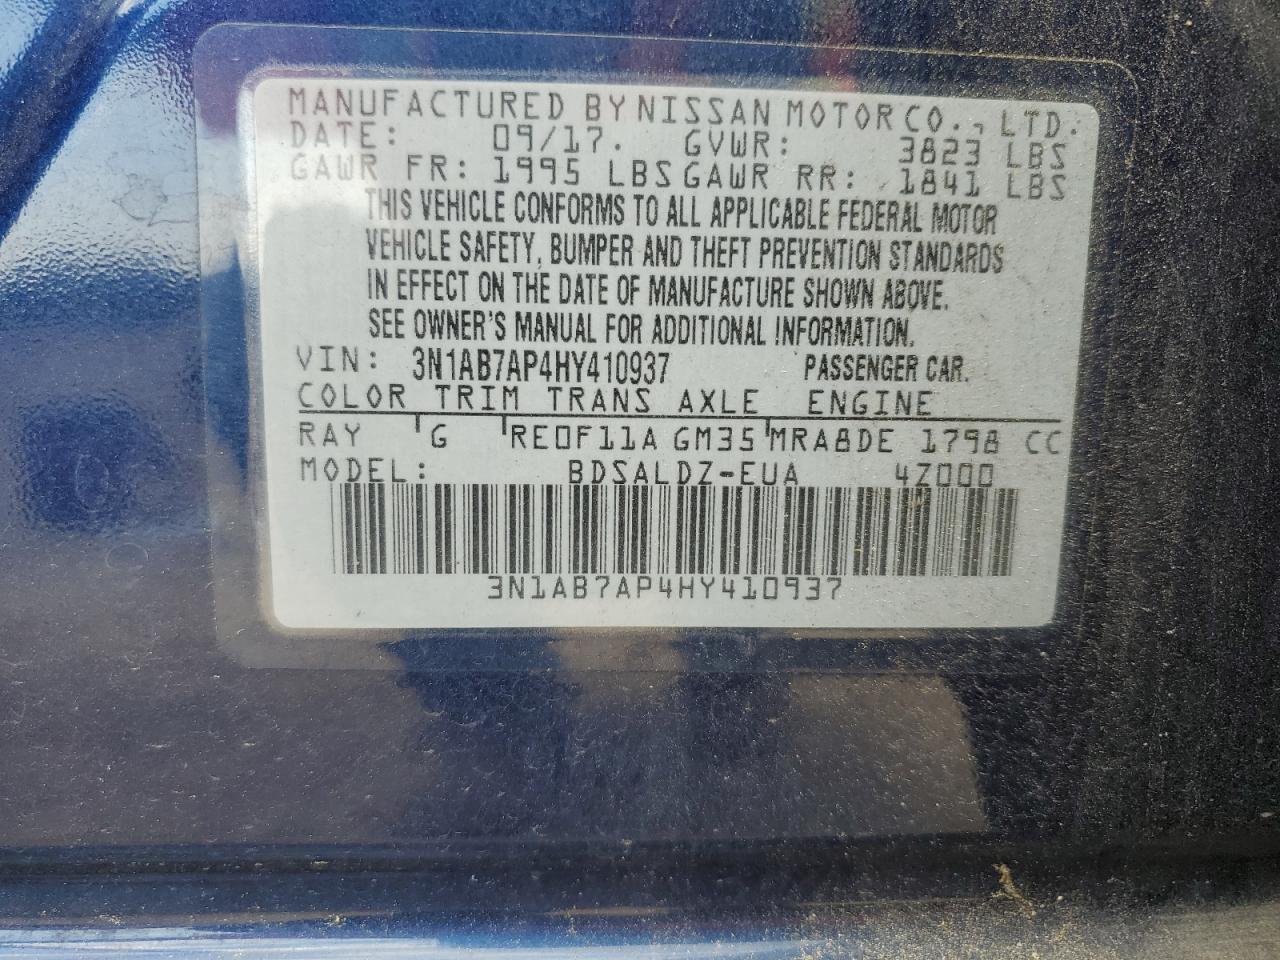 MANUFACTURED BY NISSAN MOTOR CO., LTD.
DATE: 09/17. GVWR: 3823 LBS
GAWR FR: 1995 LBS GAWR RR: 1841 LBS
THIS VEHICLE CONFORMS TO ALL APPLICABLE FEDERAL MOTOR
VEHICLE SAFETY, BUMPER AND THEFT PREVENTION STANDARDS
IN EFFECT ON THE DATE OF MANUFACTURE SHOWN ABOVE.
SEE OWNER'S MANUAL FOR ADDITIONAL INFORMATION.
VIN: 3N1AB7AP4HY410937 PASSENGER CAR.
COLOR TRIM TRANS AXLE ENGINE
RAY G RE0F11A GM35 MRA8DE 1798 CC
MODEL: BDSALDZ-EUA 4Z000
3N1AB7AP4HY410937